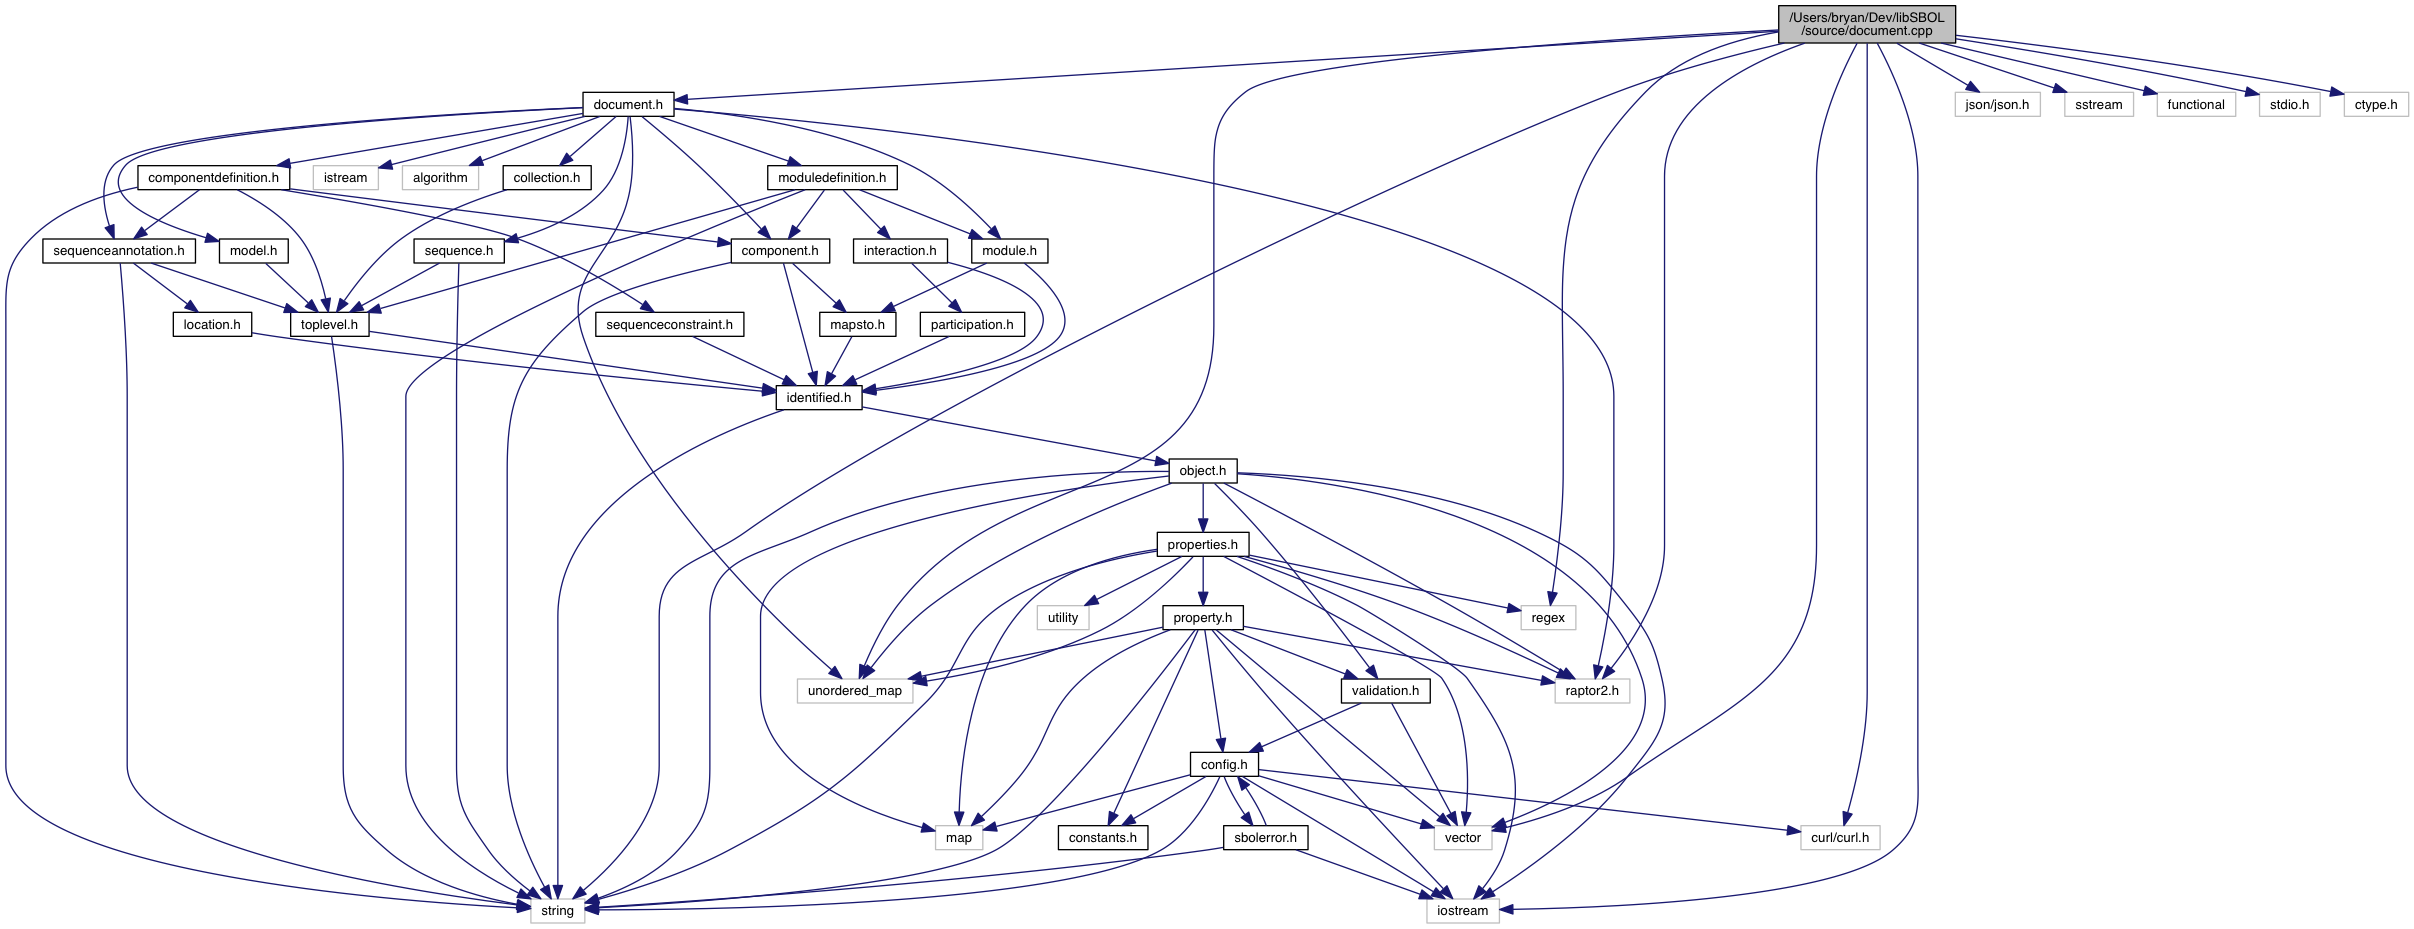 /Users/bryan/Dev/libSBOL
/source/document.cpp
document.h
json/json.h
sstream
functional
stdio.h
ctype.h
componentdefinition.h
istream
algorithm
collection.h
moduledefinition.h
sequenceannotation.h
model.h
sequence.h
component.h
interaction.h
module.h
location.h
toplevel.h
sequenceconstraint.h
mapsto.h
participation.h
identified.h
object.h
properties.h
utility
property.h
regex
unordered_map
validation.h
raptor2.h
config.h
map
constants.h
sbolerror.h
vector
curl/curl.h
string
iostream